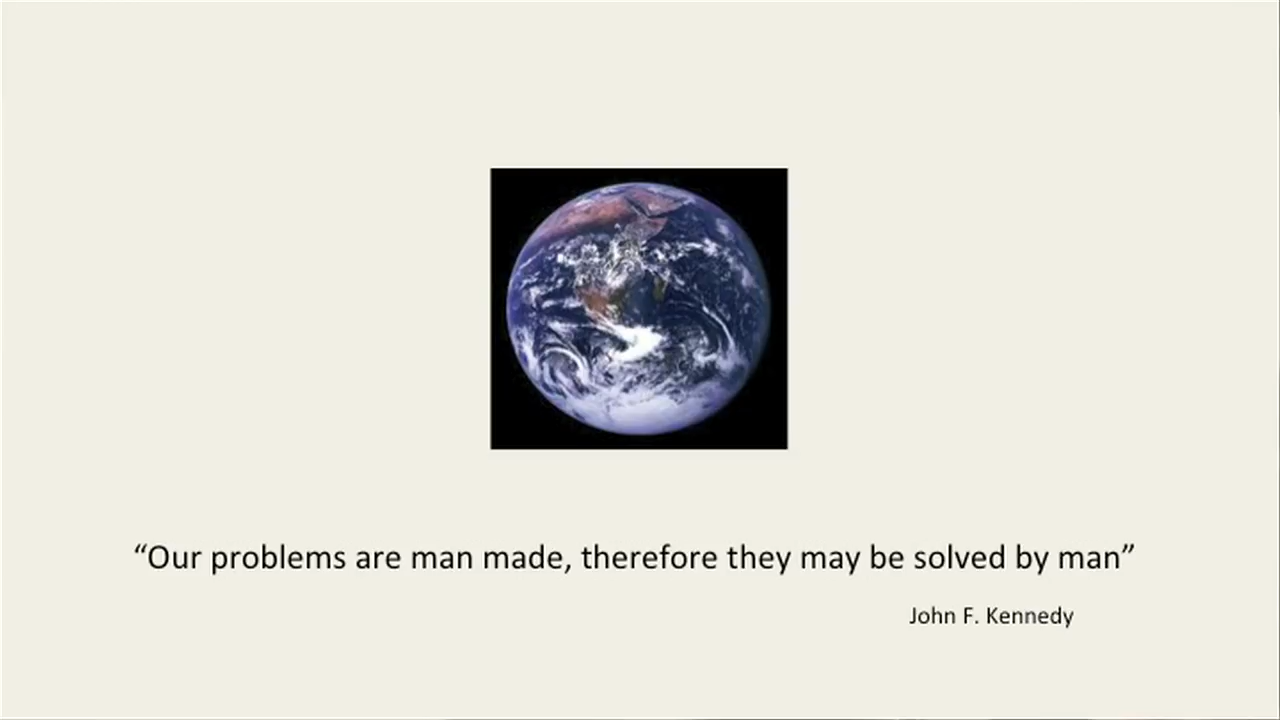 “Our problems are man made, therefore they may be solved by man”
John F. Kennedy